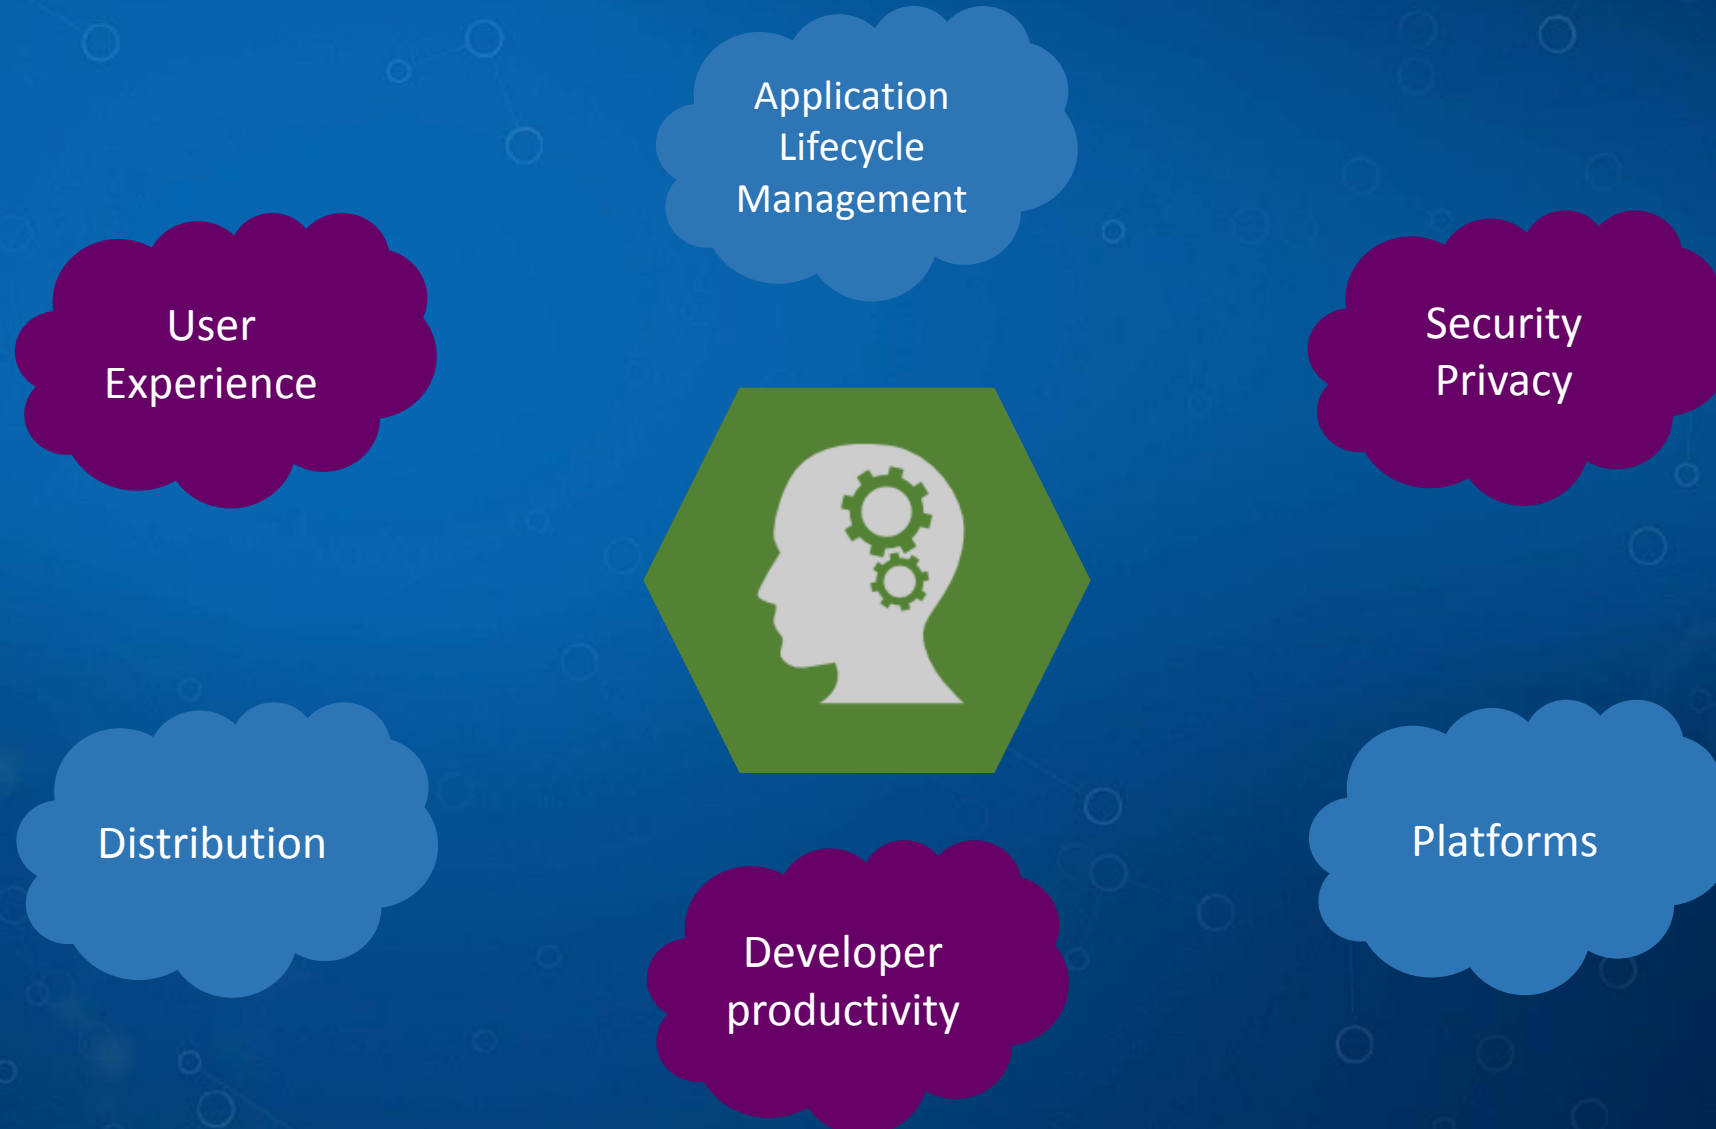 Application
Lifecycle
Management
User
Experience
Security
Privacy
Distribution
Platforms
Developer
productivity